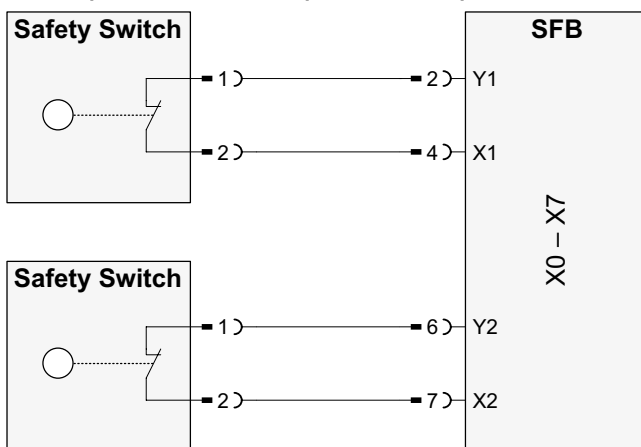 Safety Switch
SFB
1
2
Y1
2
4
X1
X0 – X7
Safety Switch
1
6
Y2
2
7
X2